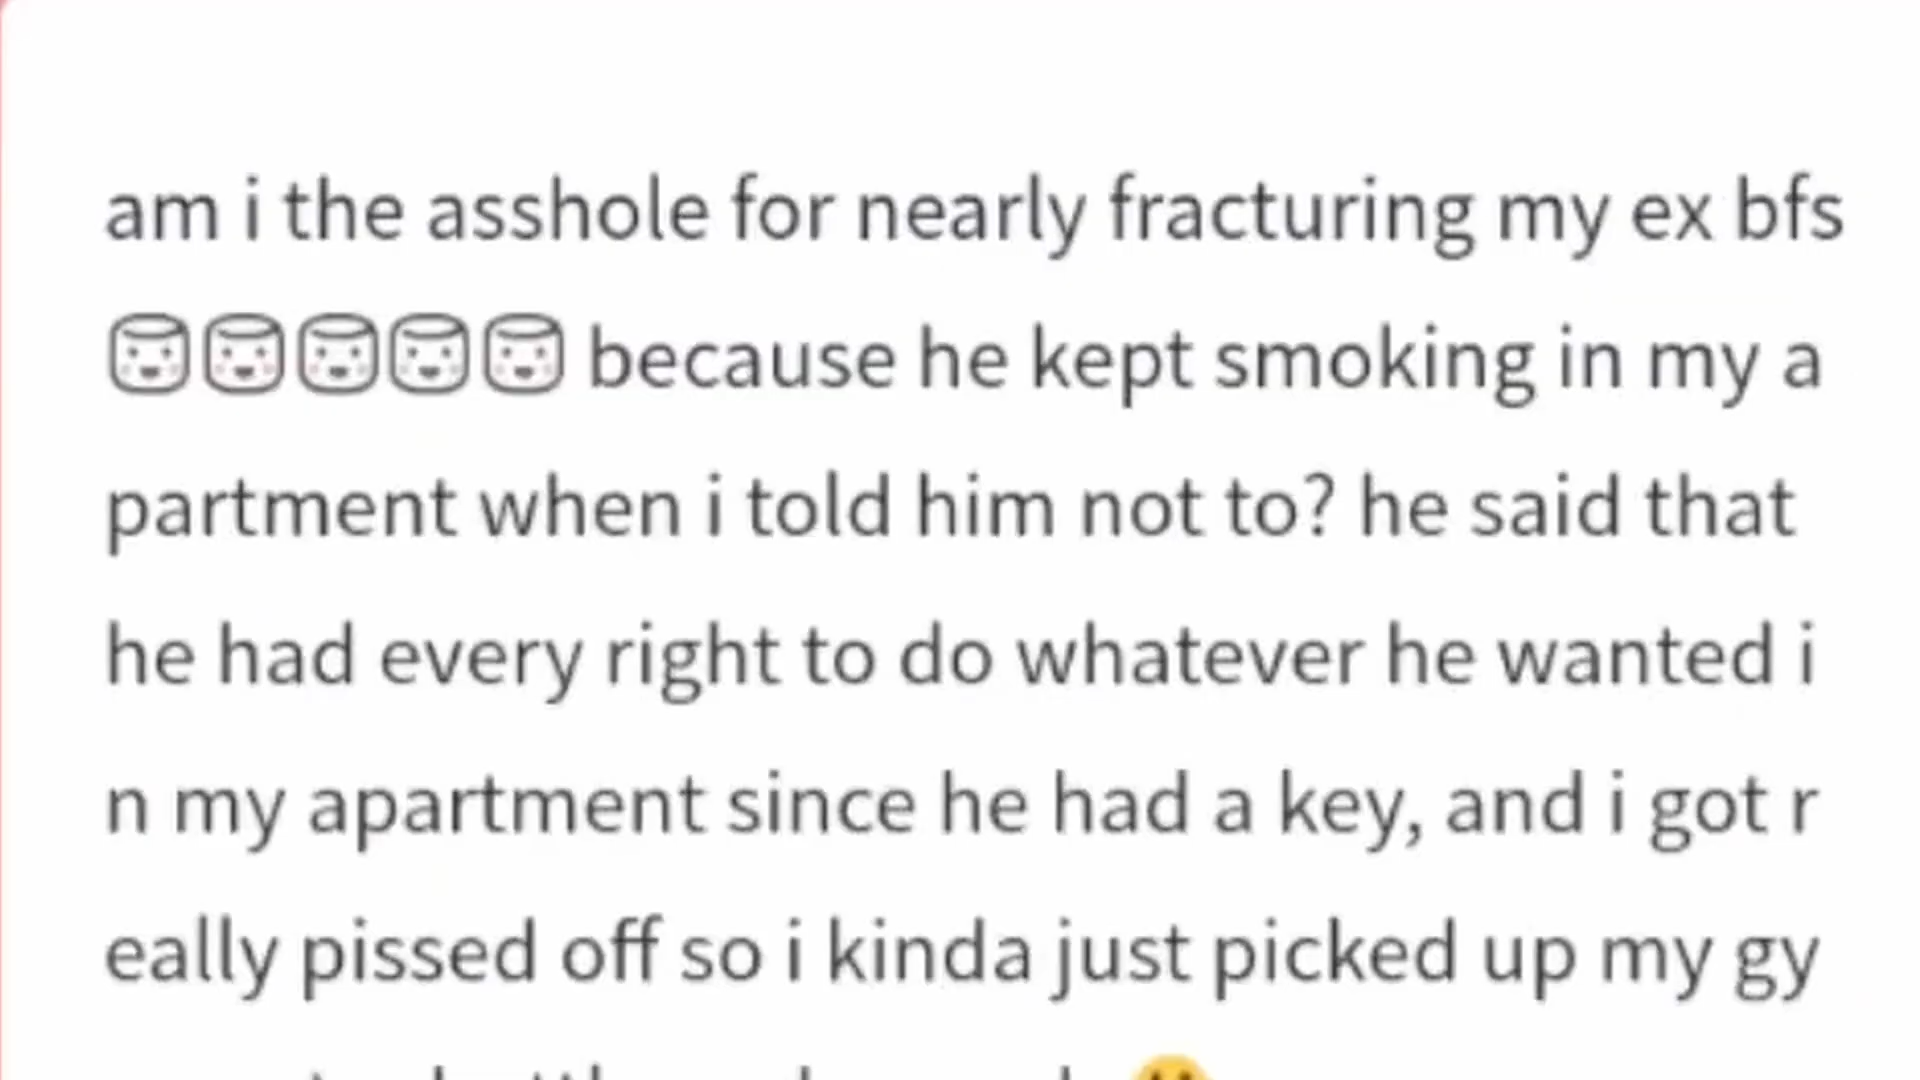 am i the asshole for nearly fracturing my ex bfs
because he kept smoking in my a
partment when i told him not to? he said that
he had every right to do whatever he wanted i
n my apartment since he had a key, and i got r
eally pissed off so i kinda just picked up my gy